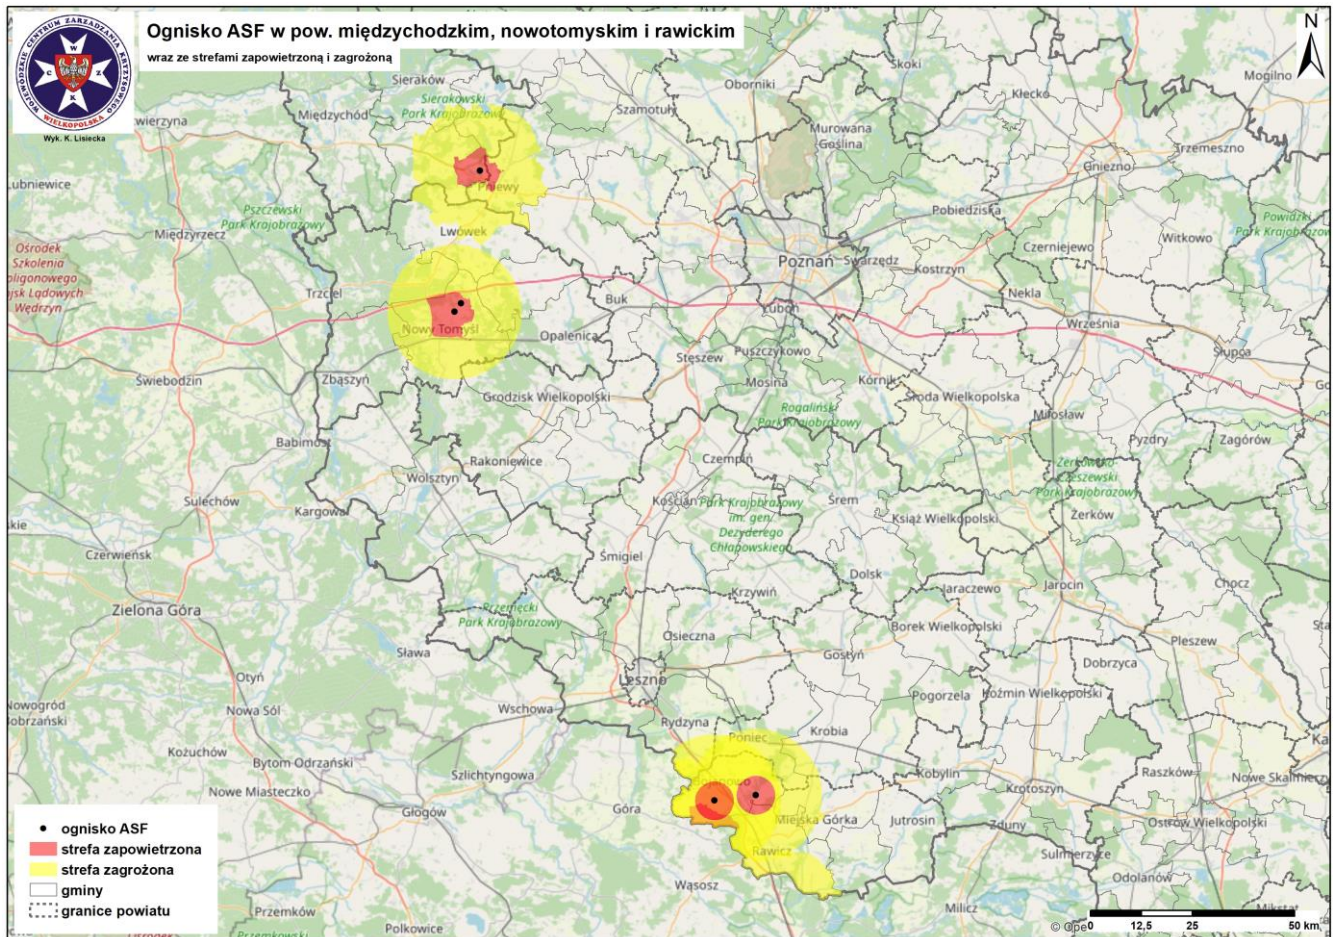 Ognisko ASF w pow. międzychodzkim, nowotomyskim i rawickim
wraz ze strefami zapowietrzoną i zagrożoną
WOJEWÓDZKIE CENTRUM ZARZĄDZANIA KRYZYSOWEGO
WIELKOPOLSKA
W
C
Z
K
Wyk. K. Lisiecka
N
Skoki
Sieraków
Oborniki
Mogilno
Kłecko
Sierakowski
Park Krajobrazowy
Międzychód
Szamotuły
Murowana
Goślina
Trzemeszno
Gniezno
Lubniewice
Pniewy
Pszczewski
Park Krajobrazowy
Pobiedziska
Powidzki
Park Krajobrazowy
Międzyrzecz
Lwówek
Witkowo
Czerniejewo
Ośrodek
Szkolenia
Poznań
Swarzędz
Kostrzyn
Wędrzyn
Trzciel
Nekla
Buk
Luboń
Września
Nowy Tomyśl
Opalenica
Stęszew
Puszczykowo
Słupca
Świebodzin
Zbąszyń
Mosina
Kórnik
Grodzisk Wielkopolski
Środa Wielkopolska
Rogaliński
Park Krajobrazowy
Miłosław
Babimost
Pyzdry
Zagórów
Rakoniewice
Czempiń
Wolsztyn
Żerkowsko-
Czeszewski
Park Krajobrazowy
Sulechów
Kargowa
Kościan
Park Krajobrazowy
im. gen.
Dezyderego
Chłapowskiego
Śrem
Książ Wielkopolski
Żerków
Czerwieńsk
Śmigiel
Dolsk
Jaraczewo
Jarocin
Chocz
Krzywiń
Zielona Góra
Przemęcki
Park Krajobrazowy
Osieczna
Borek Wielkopolski
Pleszew
Sława
Gostyń
Dobrzyca
Otyń
Leszno
Pogorzela
Koźmin Wielkopolski
Nowogród
Bobrzański
Nowa Sól
Wschowa
Rydzyna
Krobia
Poniec
Kożuchów
Bytom Odrzański
Szlichtyngowa
Kobylin
Raszków
Nowe Skalmierzyce
Nowe Miasteczko
Krotoszyn
Głogów
Góra
Miejska Górka
Jutrosin
Zduny
Ostrów Wielkopolski
Rawicz
Sulmierzyce
Wąsosz
Odolanów
Przemków
Milicz
Polkowice
ognisko ASF
strefa zapowietrzona
strefa zagrożona
gminy
granice powiatu
0 12,5 25 50 km